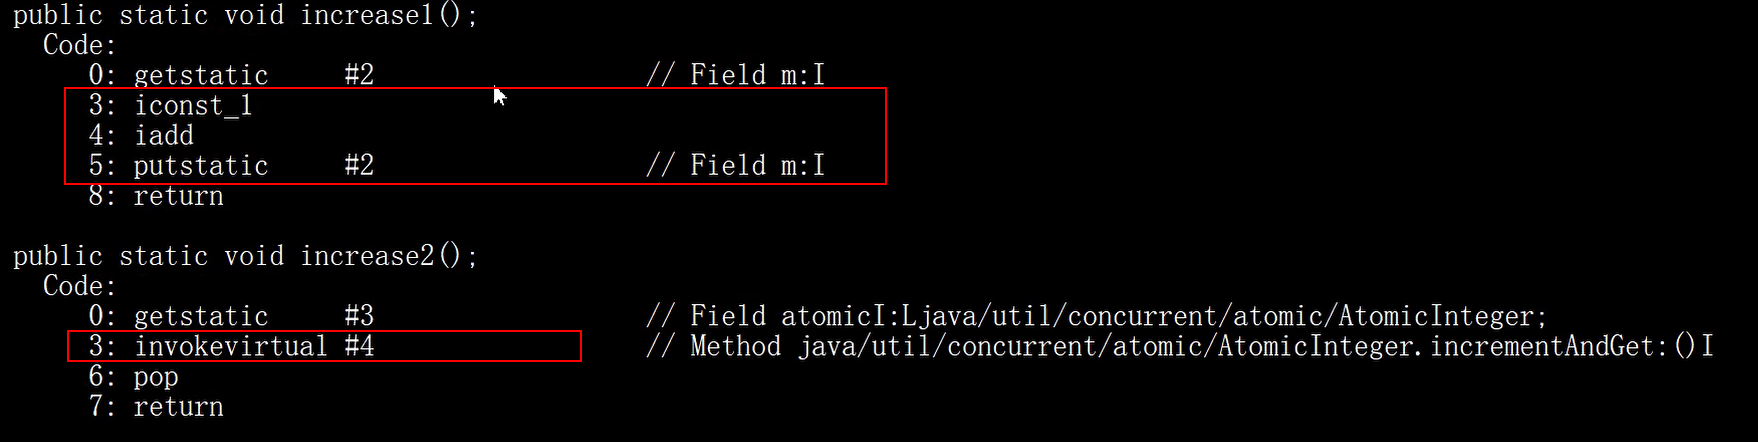 public static void increase1();
Code:
0: getstatic #2 // Field m:I
3: iconst_1
4: iadd
5: putstatic #2 // Field m:I
8: return
public static void increase2();
Code:
0: getstatic #3 // Field atomicI:Ljava/util/concurrent/atomic/AtomicInteger;
3: invokevirtual #4 // Method java/util/concurrent/atomic/AtomicInteger.incrementAndGet:()I
6: pop
7: return